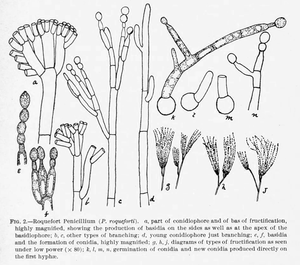 a
b
c
d
e
f
g
h
j
k
l
m
n
FIG. 2.—Roquefort Penicillium (P. roqueforti). a, part of conidiophore and of bas of fructification,
highly magnified, showing the production of basidia on the sides as well as at the apex of the
basidiophore; b, c, other types of branching; d, young conidiophore just branching; e, f, basidia
and the formation of conidia, highly magnified; g, h, j, diagrams of types of fructification as seen
under low power (× 80); k, l, m, n, germination of conidia and new conidia produced directly on
the first hyphæ.